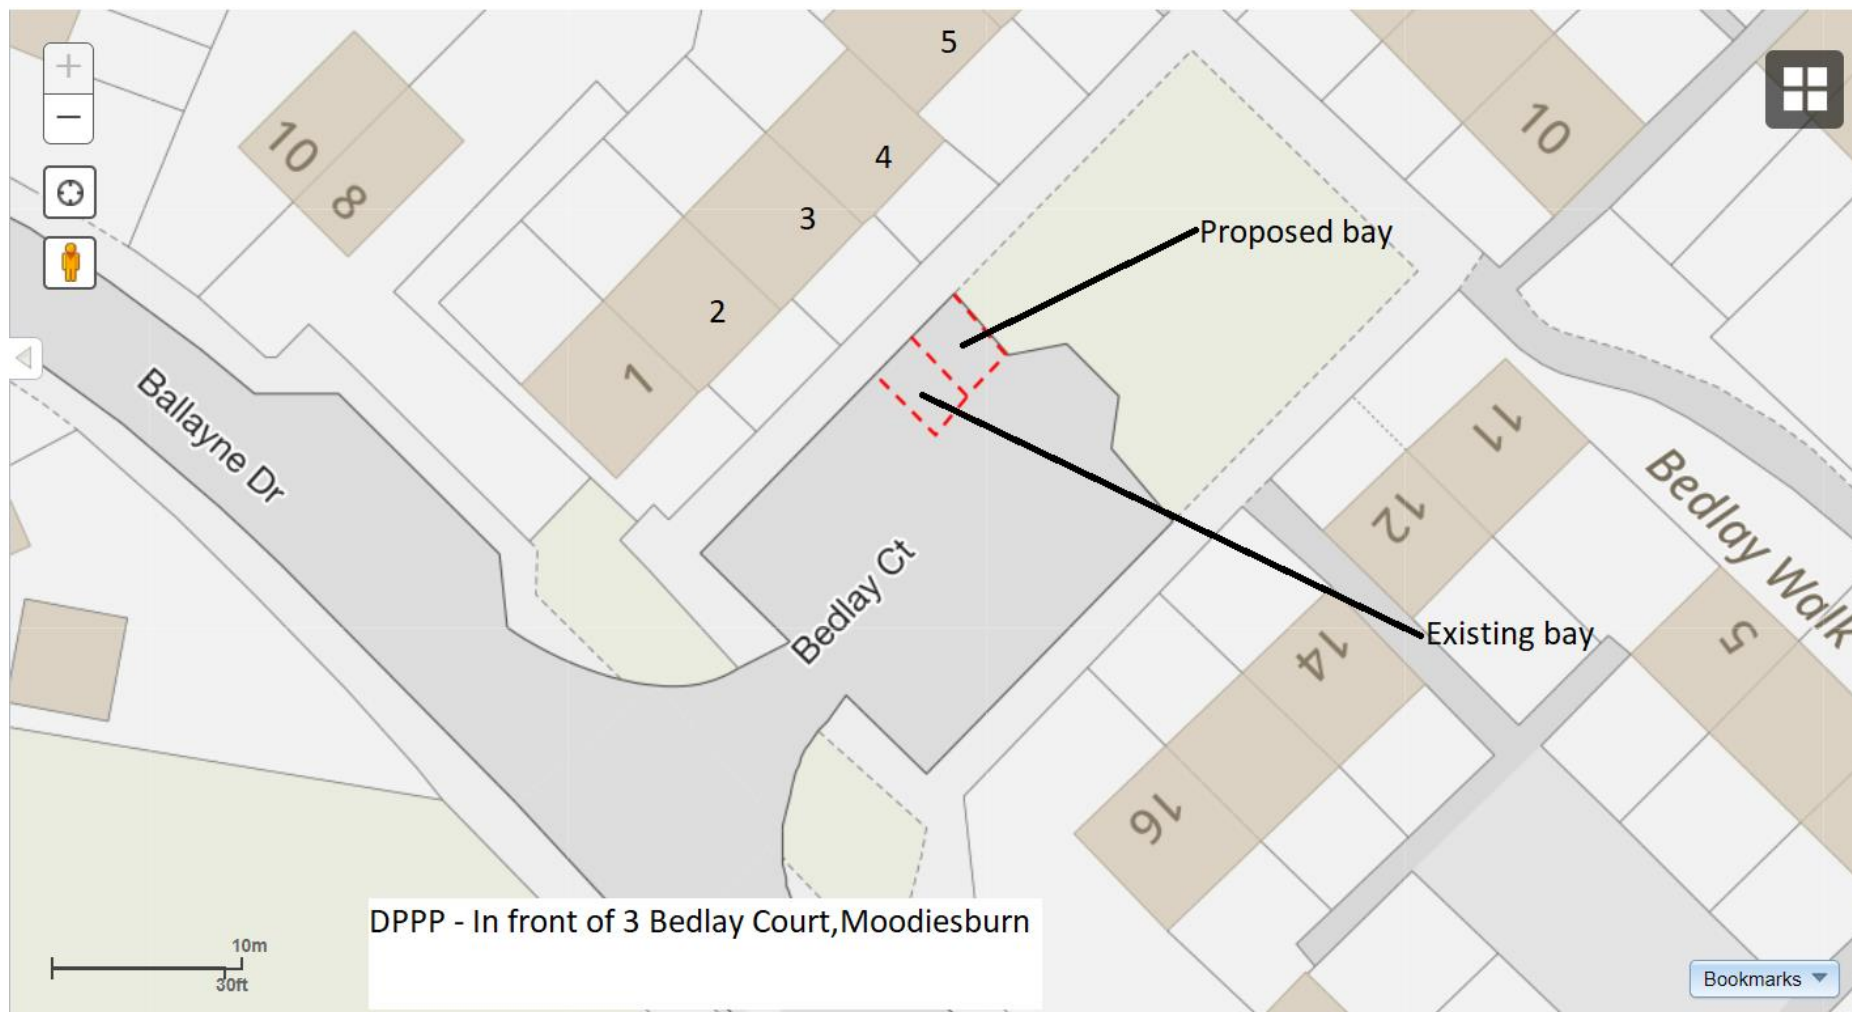 5
10
8
4
10
3
Proposed bay
2
1
Ballayne Dr
11
12
Bedlay Walk
Bedlay Ct
Existing bay
14
5
16
DPPP - In front of 3 Bedlay Court,Moodiesburn
10m
30ft
Bookmarks